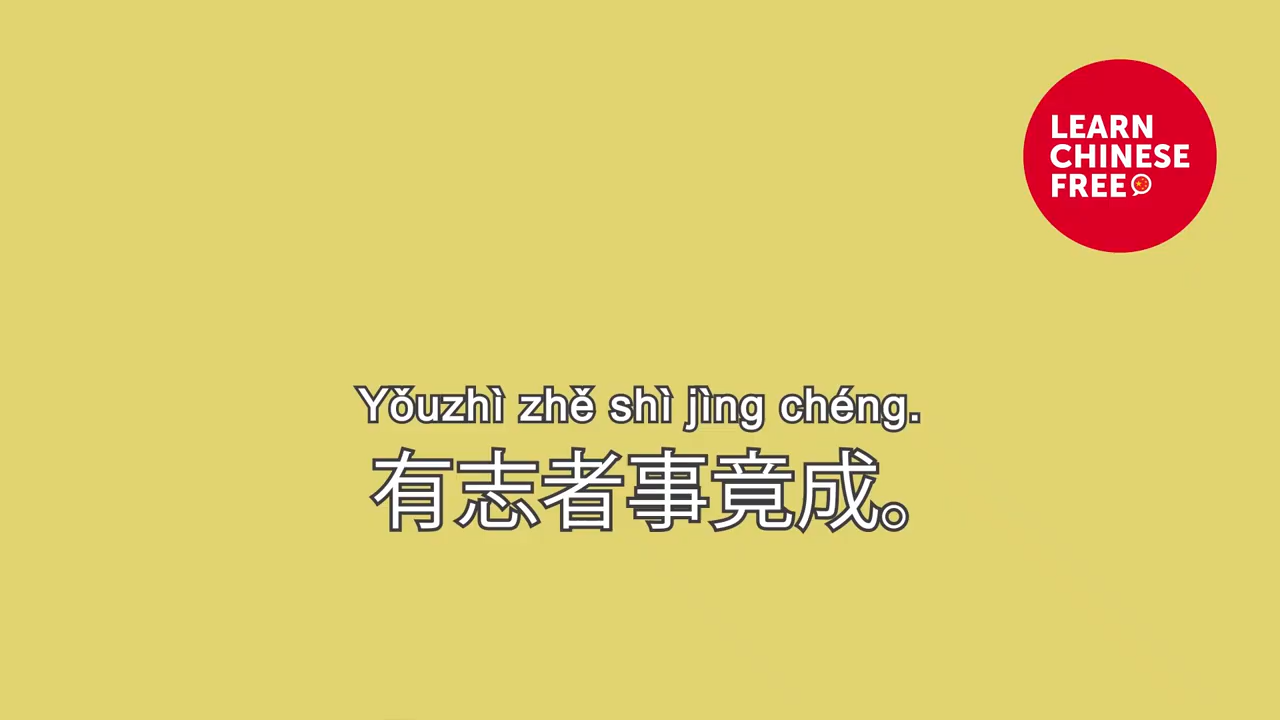 LEARN
CHINESE
FREE
Yǒuzhì zhě shì jìng chéng.
有志者事竟成。